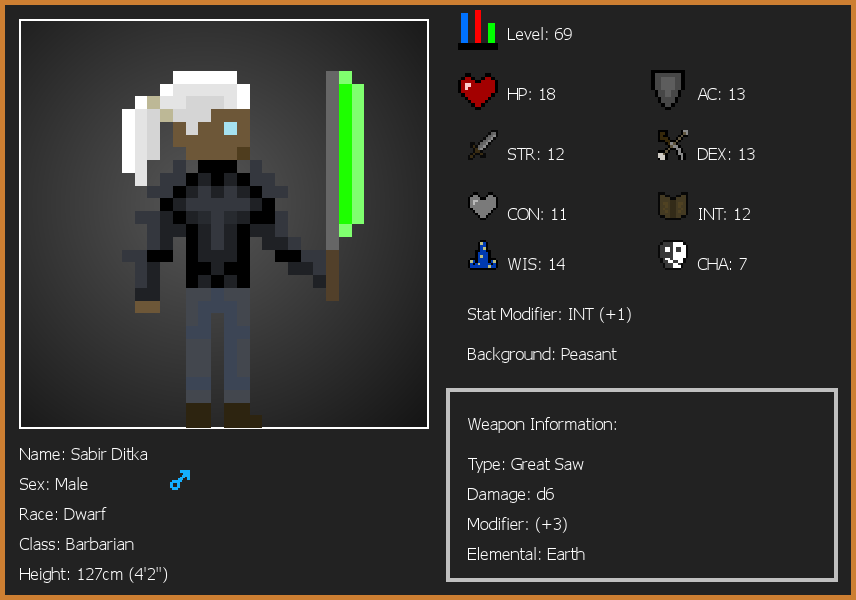 Level: 69
HP: 18
AC: 13
STR: 12
DEX: 13
CON: 11
INT: 12
WIS: 14
CHA: 7
Stat Modifier: INT (+1)
Background: Peasant
Weapon Information:
Type: Great Saw
Damage: d6
Modifier: (+3)
Elemental: Earth
Name: Sabir Ditka
Sex: Male
Race: Dwarf
Class: Barbarian
Height: 127cm (4'2")